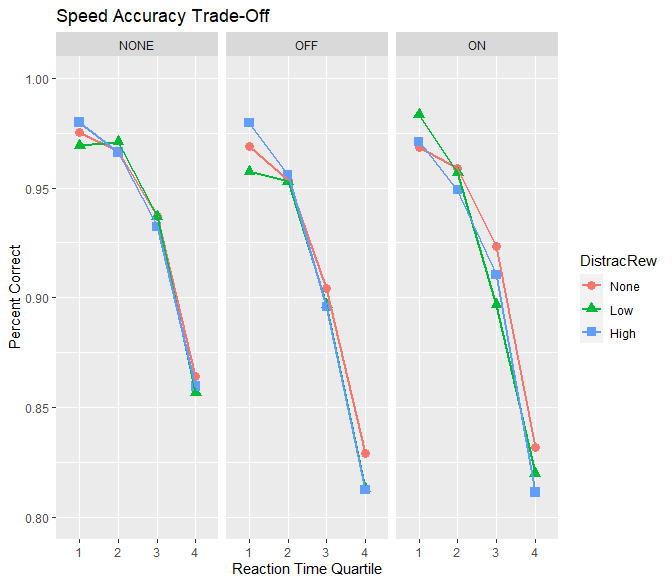 Speed Accuracy Trade-Off
NONE OFF ON
1.00
0.95
0.90
0.85
0.80
Percent Correct
1 2 3 4 1 2 3 4 1 2 3 4
Reaction Time Quartile
DistracRew
None
Low
High